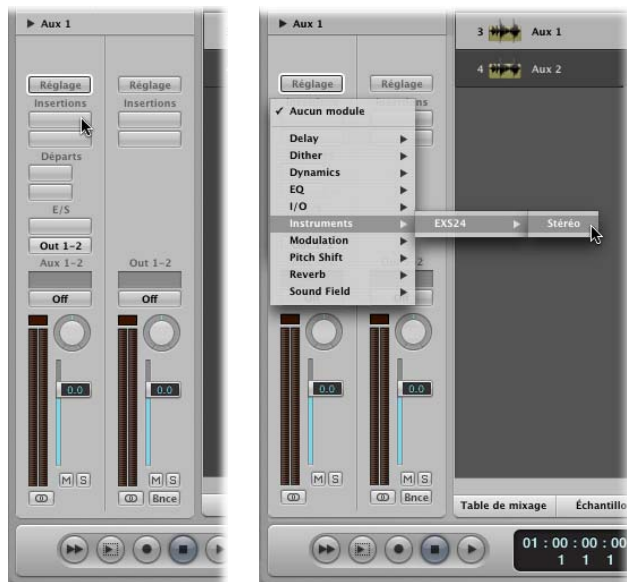 ▶ Aux 1
Réglage Réglage
Insertions Insertions
Départs
E/S
Out 1-2
Aux 1-2 Out 1-2
Off Off
0.0 0.0
M S M S
Bnce
▶ Aux 1
3 Aux 1
4 Aux 2
Réglage Réglage
✓ Aucun module
Delay ▶
Dither ▶
Dynamics ▶
EQ ▶
I/O ▶
Instruments ▶ EXS24 ▶ Stéréo
Modulation ▶
Pitch Shift ▶
Reverb ▶
Sound Field ▶
Off
0.0 0.0
M S M S
Bnce
Table de mixage Échantillo
01 : 00 : 00 : 00
1 1 1